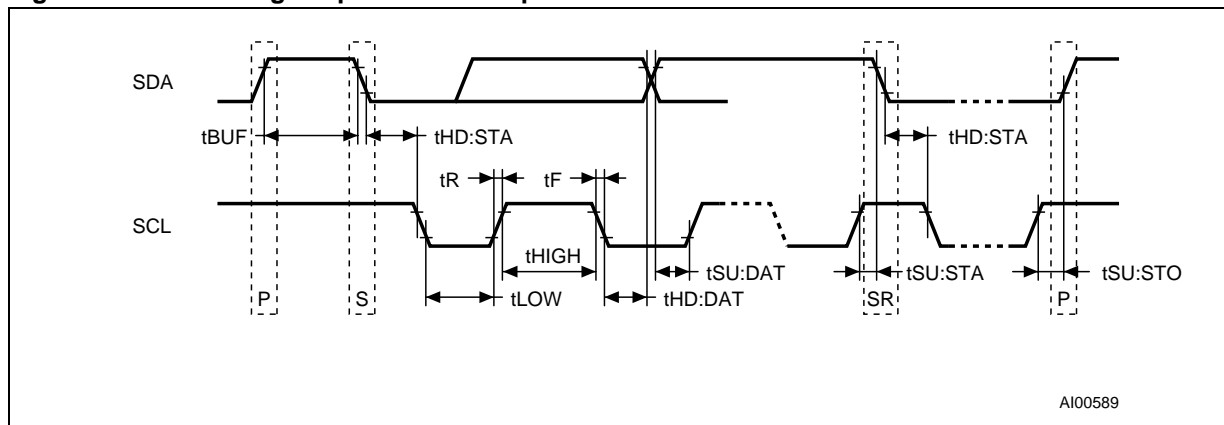 SDA
tBUF
tHD:STA
tHD:STA
tR
tF
SCL
tHIGH
tSU:DAT
tSU:STA
tSU:STO
P
S
tLOW
tHD:DAT
SR
P
AI00589